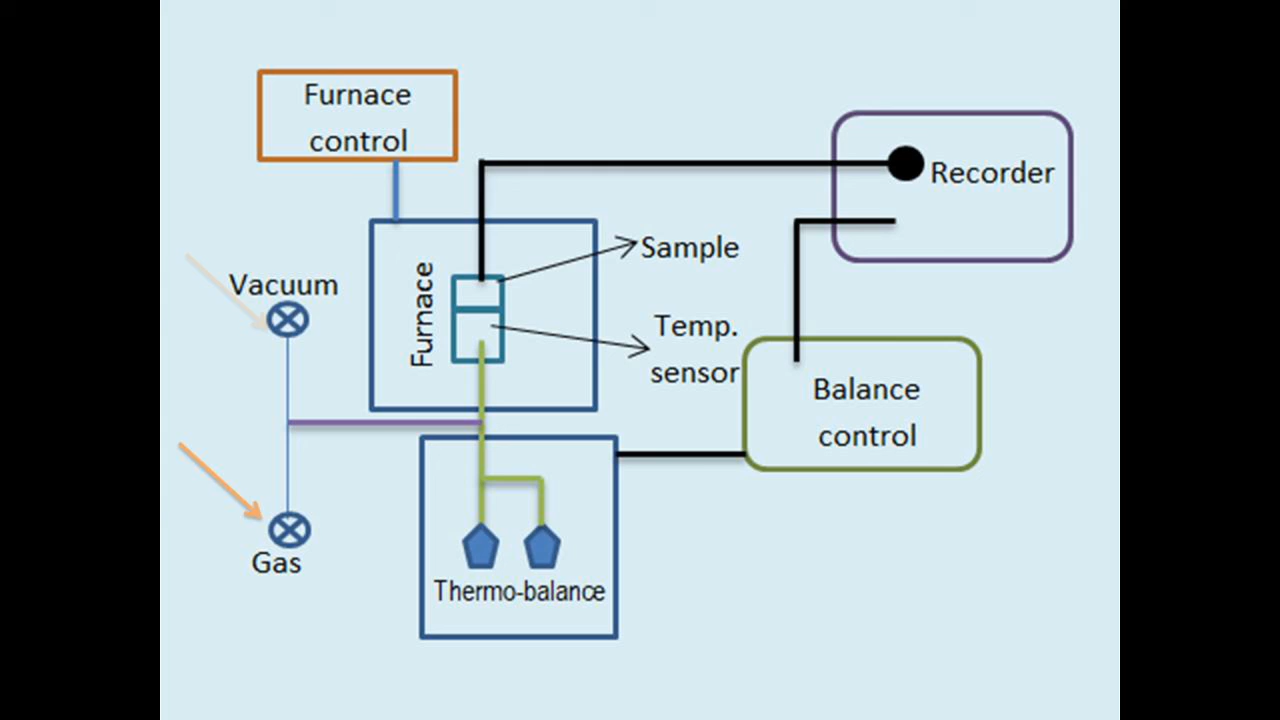 Furnace
control
Recorder
Sample
Vacuum
Furnace
Temp.
sensor
Balance
control
Gas
Thermo-balance